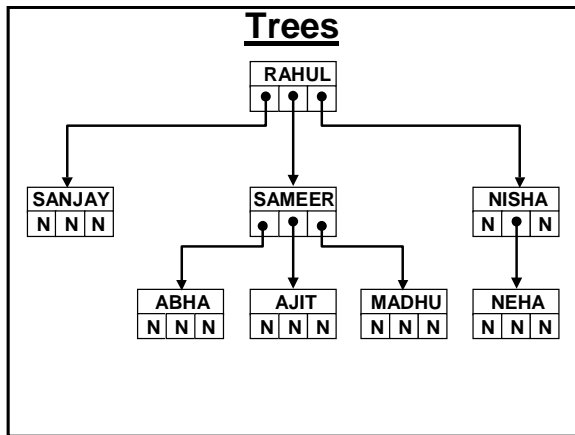 Trees
RAHUL
SANJAY SAMEER NISHA
N N N N N
ABHA AJIT MADHU NEHA
N N N N N N N N N N N N